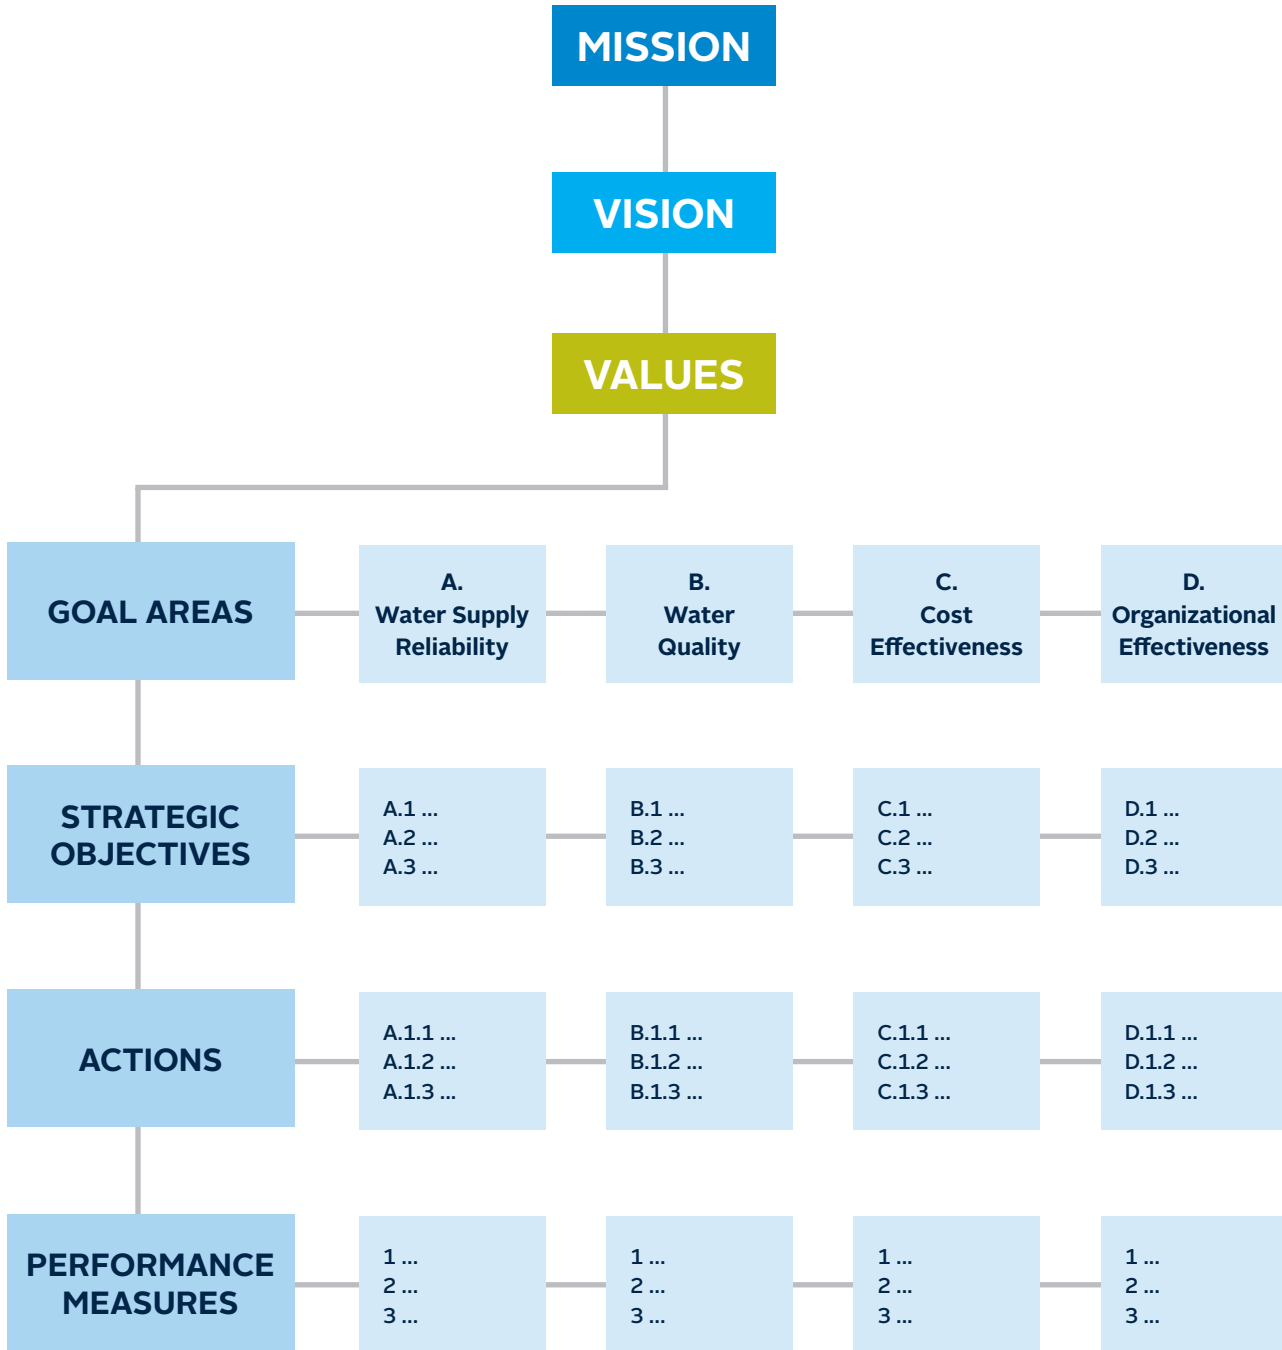 MISSION
VISION
VALUES
GOAL AREAS
A.
Water Supply
Reliability
B.
Water
Quality
C.
Cost
Effectiveness
D.
Organizational
Effectiveness
STRATEGIC
OBJECTIVES
A.1 ...
A.2 ...
A.3 ...
B.1 ...
B.2 ...
B.3 ...
C.1 ...
C.2 ...
C.3 ...
D.1 ...
D.2 ...
D.3 ...
ACTIONS
A.1.1 ...
A.1.2 ...
A.1.3 ...
B.1.1 ...
B.1.2 ...
B.1.3 ...
C.1.1 ...
C.1.2 ...
C.1.3 ...
D.1.1 ...
D.1.2 ...
D.1.3 ...
PERFORMANCE
MEASURES
1 ...
2 ...
3 ...
1 ...
2 ...
3 ...
1 ...
2 ...
3 ...
1 ...
2 ...
3 ...